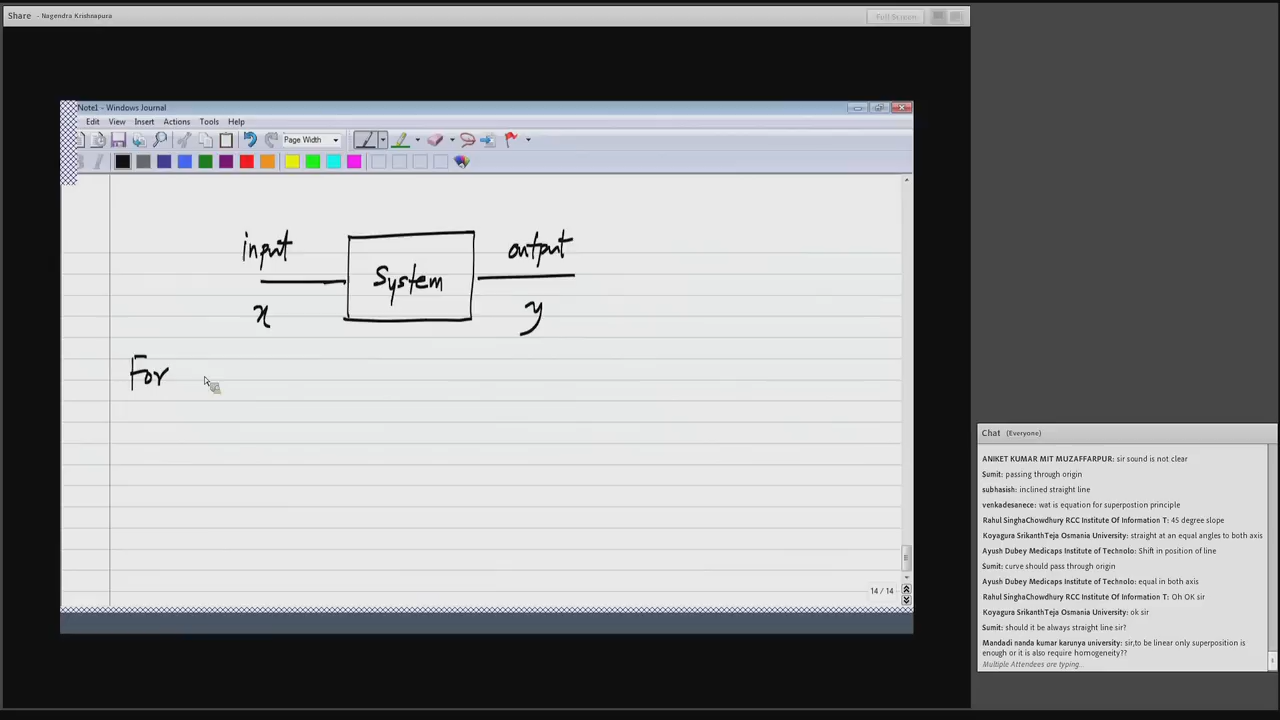 Share - Nagendra Krishnapura
Full Screen
Note1 - Windows Journal
Edit View Insert Actions Tools Help
Page Width
input
output
System
x
y
For
14 / 14
Chat (Everyone)
ANIKET KUMAR MIT MUZAFFARPUR: sir sound is not clear
Sumit: passing through origin
subhasish: inclined straight line
venkadesanece: wat is equation for superpostion principle
Rahul SinghaChowdhury RCC Institute Of Information T: 45 degree slope
Koyagura SrikanthTeja Osmania University: straight at an equal angles to both axis
Ayush Dubey Medicaps Institute of Technolo: Shift in position of line
Sumit: curve should pass through origin
Ayush Dubey Medicaps Institute of Technolo: equal in both axis
Rahul SinghaChowdhury RCC Institute Of Information T: Oh OK sir
Koyagura SrikanthTeja Osmania University: ok sir
Sumit: should it be always straight line sir?
Mandadi nanda kumar karunya university: sir,to be linear only superposition is
enough or it is also require homogeneity??
Multiple Attendees are typing..